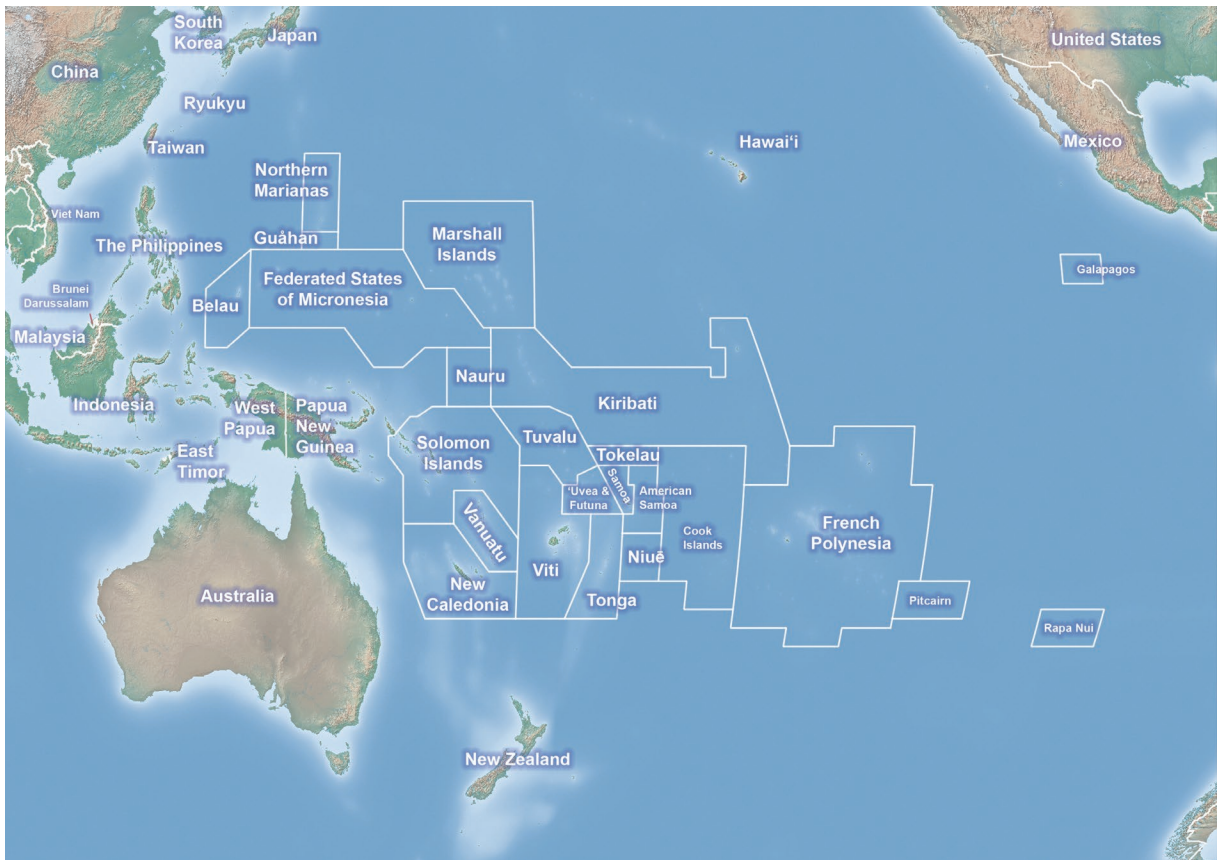 South
Korea
Japan
United States
China
Ryukyu
Taiwan
Hawaiʻi
Mexico
Northern
Marianas
Viet Nam
Guåhan
The Philippines
Marshall
Islands
Galapagos
Federated States
of Micronesia
Brunei
Darussalam
Belau
Malaysia
Nauru
Kiribati
Indonesia
West
Papua
Papua
New
Guinea
Solomon
Islands
Tuvalu
Tokelau
East
Timor
ʻUvea &
Futuna
Samoa
American
Samoa
Vanuatu
Cook
Islands
French
Polynesia
Niuē
Viti
New
Caledonia
Tonga
Australia
Pitcairn
Rapa Nui
New Zealand